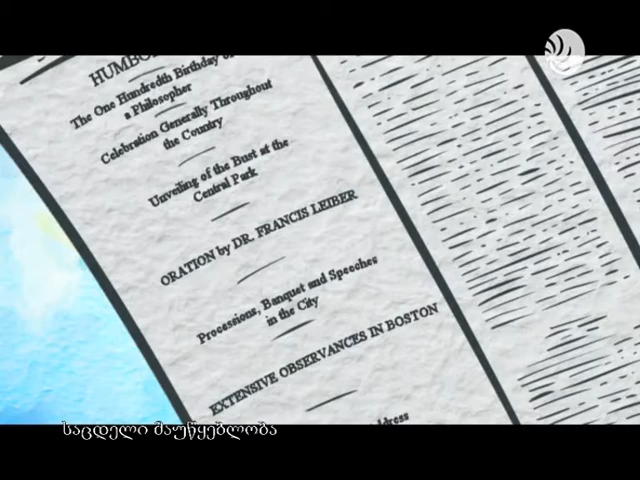 HUMBO
The One Hundredth Birthday of
a Philosopher
Celebration Generally Throughout
the Country
Unveiling of the Bust at the
Central Park
ORATION by DR. FRANCIS LEIBER
Processions, Banquet and Speeches
in the City
EXTENSIVE OBSERVANCES IN BOSTON
Address
საცდელი მაუწყებლობა